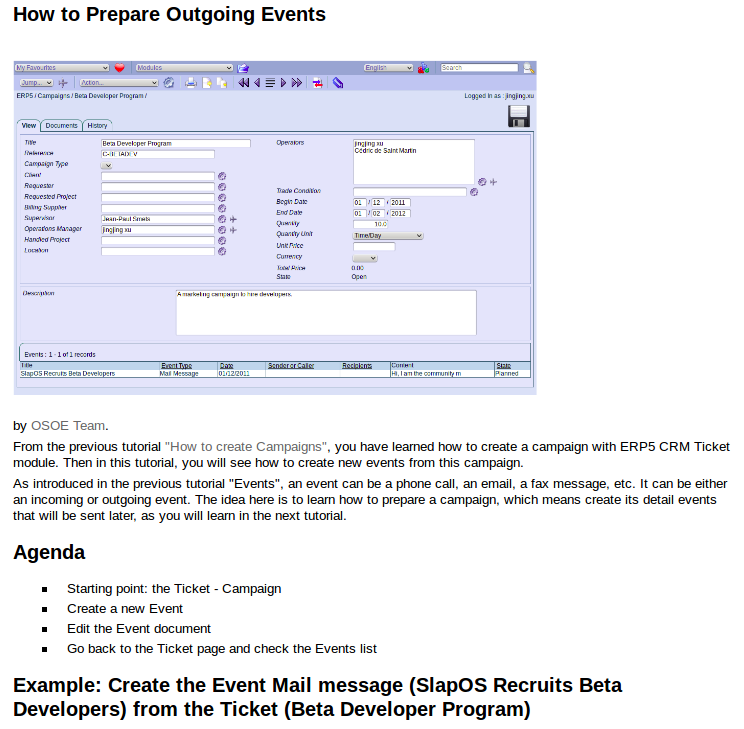 How to Prepare Outgoing Events
My Favourites Modules English Search
Jump... Action...
ERP5 / Campaigns / Beta Developer Program / Logged In as : jingjing.xu
View Documents History
Title Beta Developer Program Operators jingjing xu
Reference C-BETADEV Cédric de Saint Martin
Campaign Type
Client
Requester Trade Condition
Requested Project Begin Date 01 / 12 / 2011
Billing Supplier End Date 01 / 02 / 2012
Supervisor Jean-Paul Smets Quantity 10.0
Operations Manager jingjing xu Quantity Unit Time/Day
Handled Project Unit Price
Location Currency
Total Price 0.00
State Open
Description A marketing campaign to hire developers.
Events : 1 - 1 of 1 records
Title Event Type Date Sender or Caller Recipients Content State
SlapOS Recruits Beta Developers Mail Message 01/12/2011 Hi, I am the community m Planned
by OSOE Team.
From the previous tutorial "How to create Campaigns", you have learned how to create a campaign with ERP5 CRM Ticket
module. Then in this tutorial, you will see how to create new events from this campaign.
As introduced in the previous tutorial "Events", an event can be a phone call, an email, a fax message, etc. It can be either
an incoming or outgoing event. The idea here is to learn how to prepare a campaign, which means create its detail events
that will be sent later, as you will learn in the next tutorial.
Agenda
Starting point: the Ticket - Campaign
Create a new Event
Edit the Event document
Go back to the Ticket page and check the Events list
Example: Create the Event Mail message (SlapOS Recruits Beta
Developers) from the Ticket (Beta Developer Program)